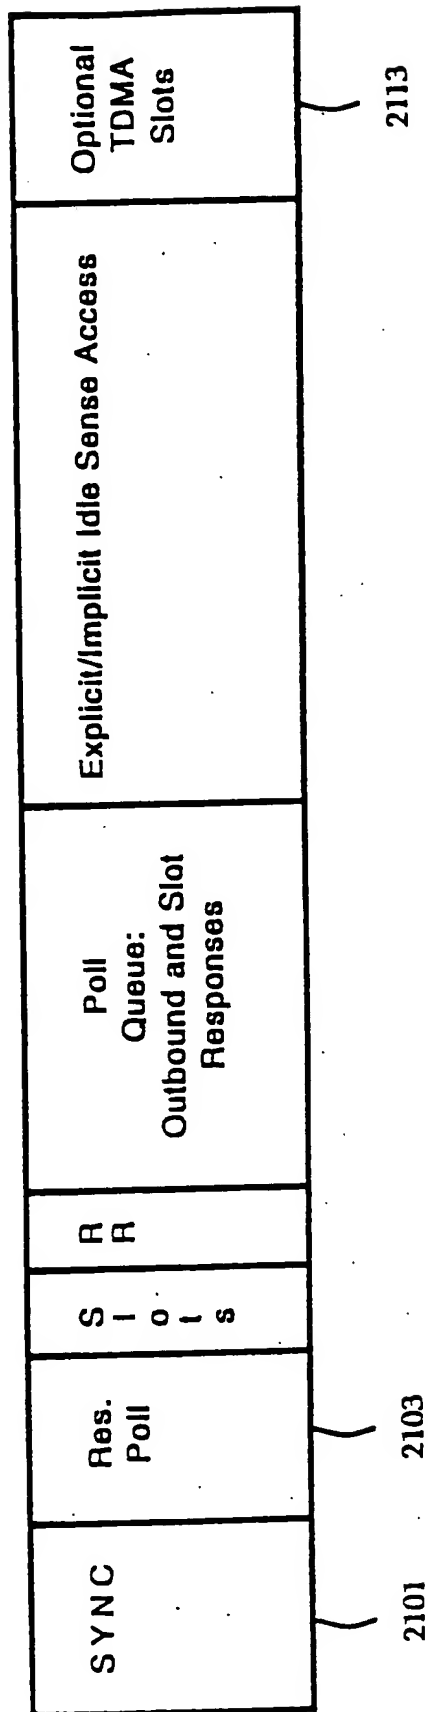 SYNC
Res.
Poll
S
l
o
t
s
R
R
Poll
Queue:
Outbound and Slot
Responses
Explicit/Implicit Idle Sense Access
Optional
TDMA
Slots
2101
2103
2113